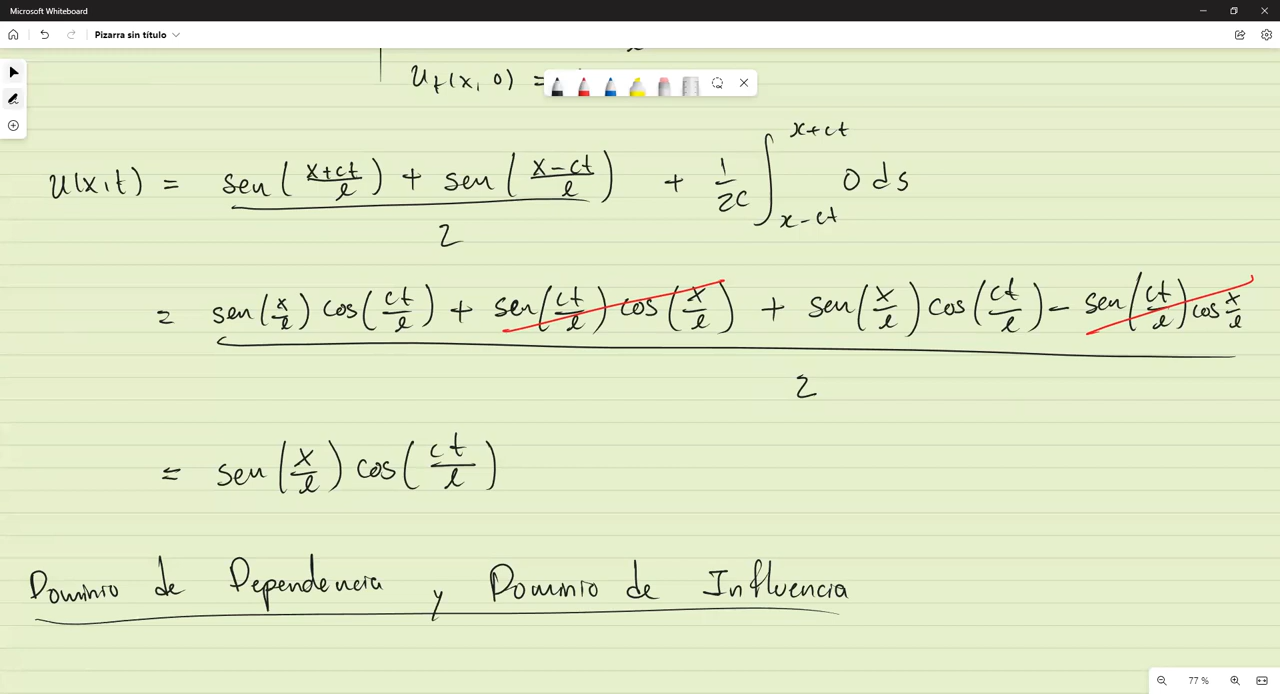 Microsoft Whiteboard
Pizarra sin título
u_t(x, 0) =
u(x,t) = (sen((x+ct)/l) + sen((x-ct)/l))/2 + 1/2c ∫_{x-ct}^{x+ct} 0 ds
= (sen(x/l) cos(ct/l) + sen(ct/l) cos(x/l) + sen(x/l) cos(ct/l) - sen(ct/l) cos x/l)/2
= sen(x/l) cos(ct/l)
Dominio de Dependencia y Dominio de Influencia
77 %